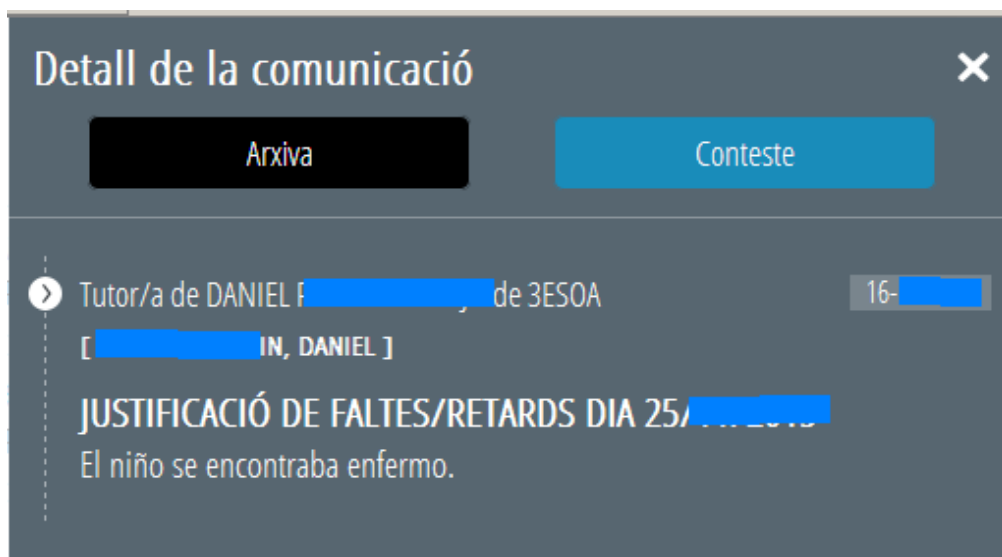 Detall de la comunicació
Arxiva Conteste
Tutor/a de DANIEL de 3ESOA 16-
[ IN, DANIEL ]
JUSTIFICACIÓ DE FALTES/RETARDS DIA 25/
El niño se encontraba enfermo.